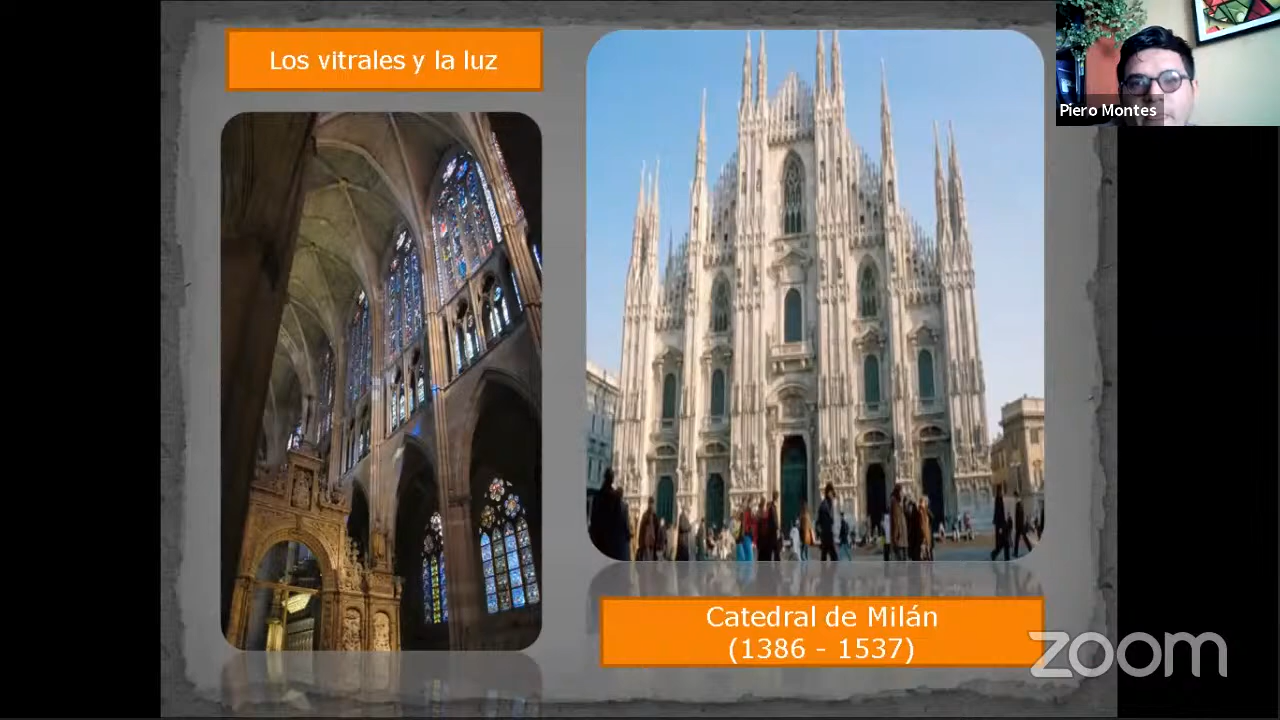 Los vitrales y la luz
Piero Montes
Catedral de Milán
(1386 - 1537)
zoom